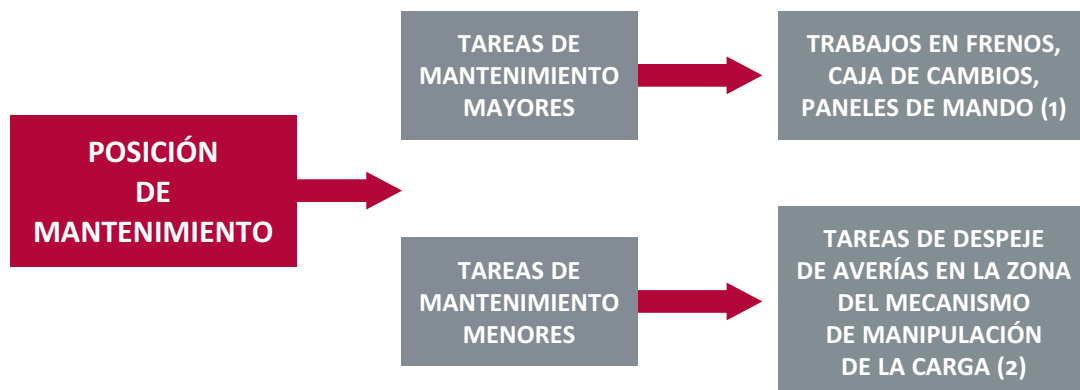 POSICIÓN
DE
MANTENIMIENTO
TAREAS DE
MANTENIMIENTO
MAYORES
TRABAJOS EN FRENOS,
CAJA DE CAMBIOS,
PANELES DE MANDO (1)
TAREAS DE
MANTENIMIENTO
MENORES
TAREAS DE DESPEJE
DE AVERÍAS EN LA ZONA
DEL MECANISMO
DE MANIPULACIÓN
DE LA CARGA (2)